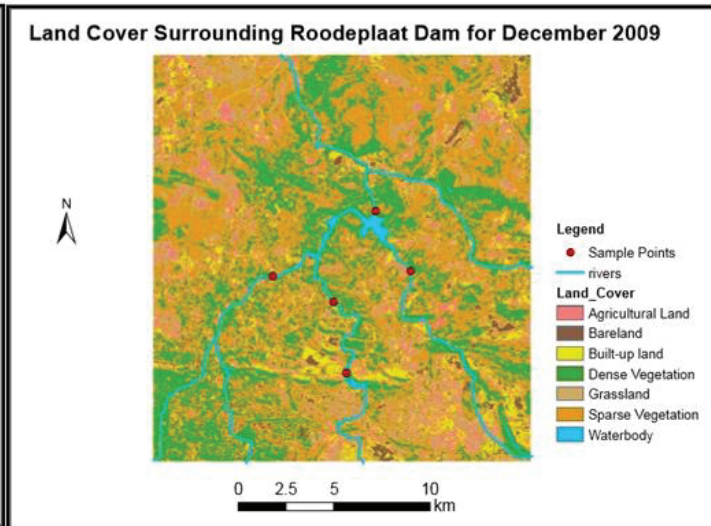 Land Cover Surrounding Roodeplaat Dam for December 2009
N
Legend
Sample Points
rivers
Land_Cover
Agricultural Land
Bareland
Built-up land
Dense Vegetation
Grassland
Sparse Vegetation
Waterbody
0 2.5 5 10
km